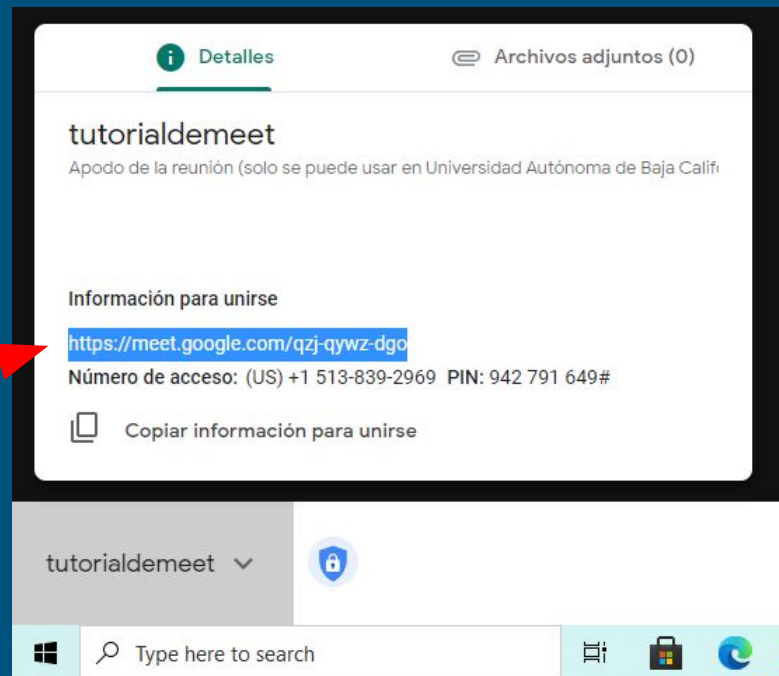 Detalles
Archivos adjuntos (0)
tutorialdemeet
Apodo de la reunión (solo se puede usar en Universidad Autónoma de Baja Califo
Información para unirse
https://meet.google.com/qzj-qywz-dgo
Número de acceso: (US) +1 513-839-2969 PIN: 942 791 649#
Copiar información para unirse
tutorialdemeet
Type here to search